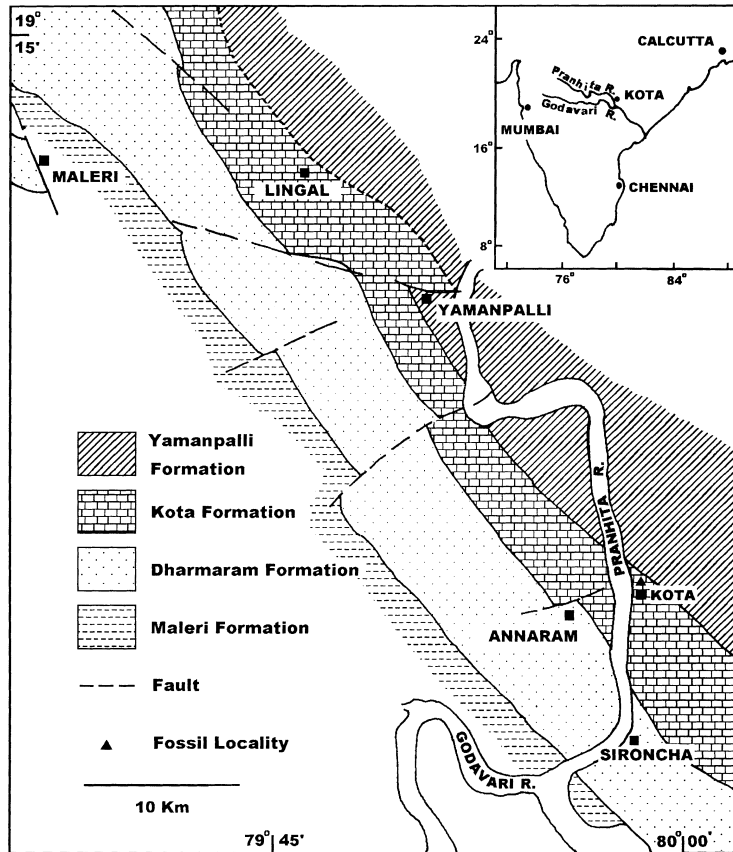 19°
15'
MALERI
LINGAL
YAMANPALLI
24°
16°
8°
76°
84°
CALCUTTA
Pranhita R.
KOTA
Godavari R.
MUMBAI
CHENNAI
Yamanpalli
Formation
Kota Formation
Dharmaram Formation
Maleri Formation
Fault
Fossil Locality
10 Km
PRANHITA R.
KOTA
ANNARAM
SIRONCHA
GODAVARI R.
79° 45'
80° 00'